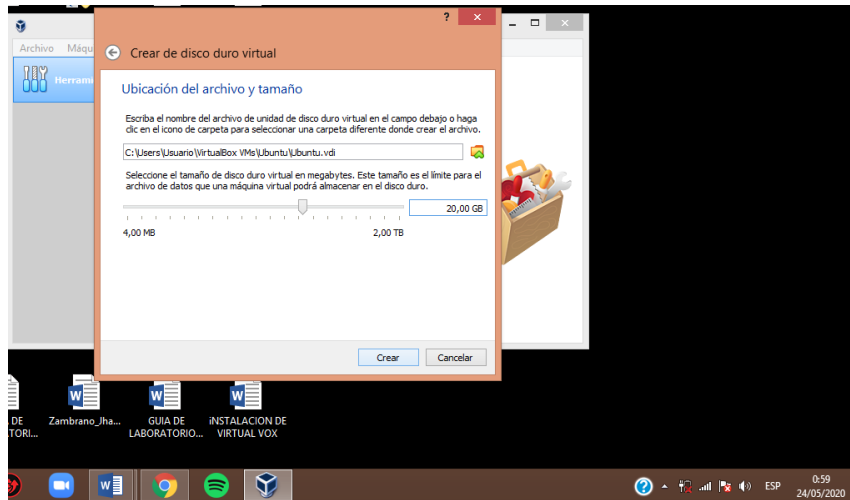 ?
Archivo Máqu
Crear de disco duro virtual
Herrami
Ubicación del archivo y tamaño
Escriba el nombre del archivo de unidad de disco duro virtual en el campo debajo o haga
clic en el icono de carpeta para seleccionar una carpeta diferente donde crear el archivo.
C:\Users\Usuario\VirtualBox VMs\Ubuntu\Ubuntu.vdi
Seleccione el tamaño de disco duro virtual en megabytes. Este tamaño es el límite para el
archivo de datos que una máquina virtual podrá almacenar en el disco duro.
20,00 GB
4,00 MB 2,00 TB
Crear Cancelar
DE Zambrano_Jha... GUIA DE iNSTALACION DE
TORI... LABORATORIO... VIRTUAL VOX
ESP 0:59
24/05/2020